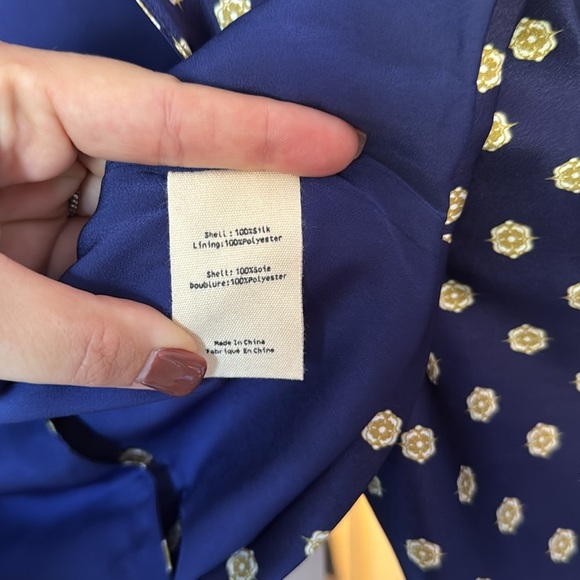 Shell: 100%Silk
Lining:100%Polyester
Shell: 100%Soie
Doublure:100%Polyester
Made In China
Fabriqué En Chine